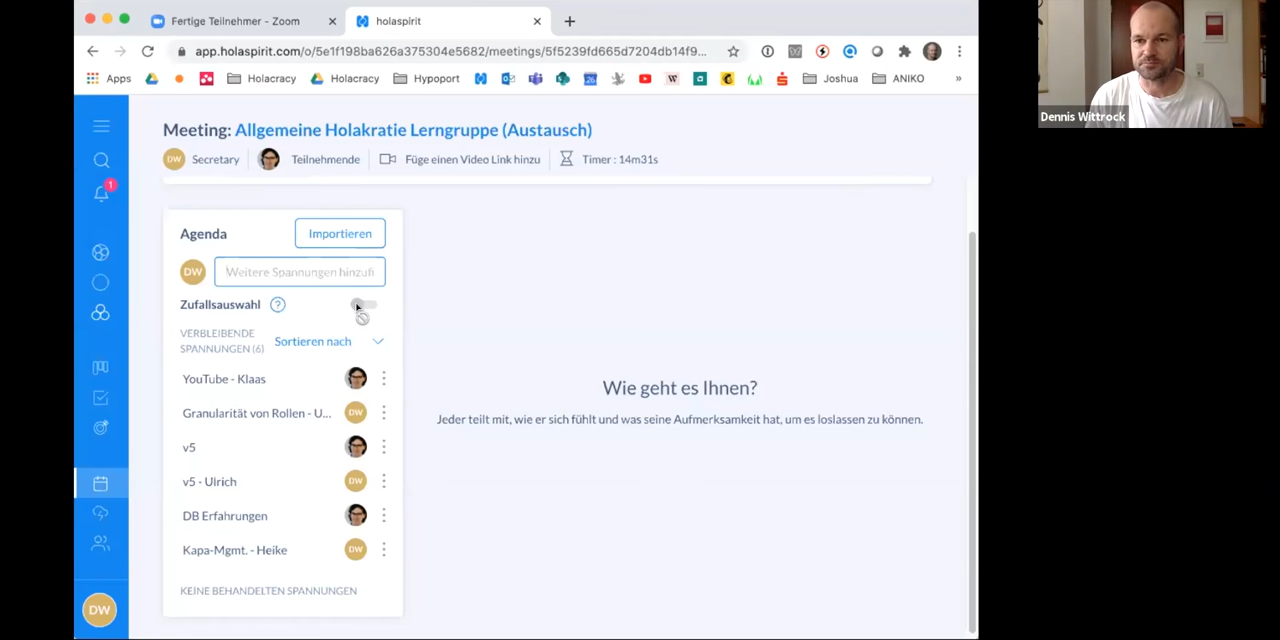 Fertige Teilnehmer - Zoom
holaspirit
app.holaspirit.com/o/5e1f198ba626a375304e5682/meetings/5f5239fd665d7204db14f9...
Apps
Holacracy
Holacracy
Hypoport
Joshua
ANIKO
»
Dennis Wittrock
Meeting: Allgemeine Holakratie Lerngruppe (Austausch)
DW Secretary
Teilnehmende
Füge einen Video Link hinzu
Timer : 14m31s
1
Agenda
Importieren
DW
Weitere Spannungen hinzufi
Zufallsauswahl ?
VERBLEIBENDE
SPANNUNGEN (6)
Sortieren nach
YouTube - Klaas
Granularität von Rollen - U... DW
v5
v5 - Ulrich DW
DB Erfahrungen
Kapa-Mgmt. - Heike DW
KEINE BEHANDELTEN SPANNUNGEN
Wie geht es Ihnen?
Jeder teilt mit, wie er sich fühlt und was seine Aufmerksamkeit hat, um es loslassen zu können.
DW